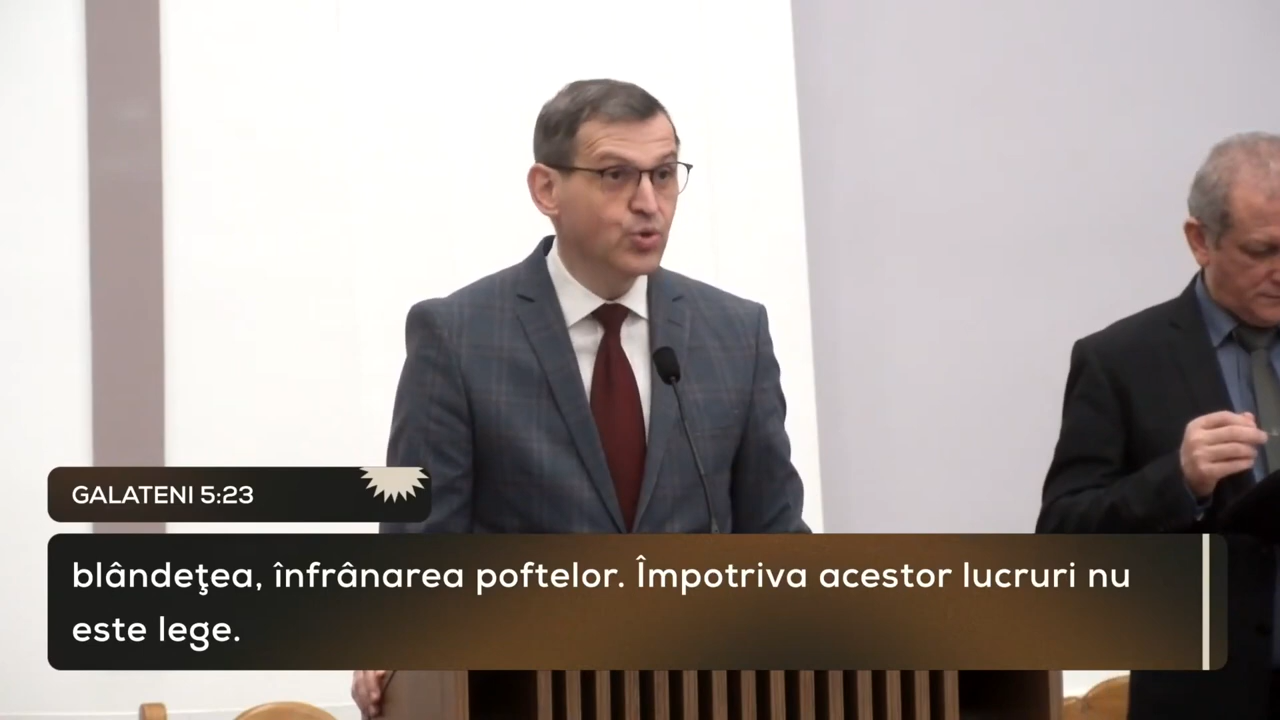 GALATENI 5:23
blândeţea, înfrânarea poftelor. Împotriva acestor lucruri nu
este lege.